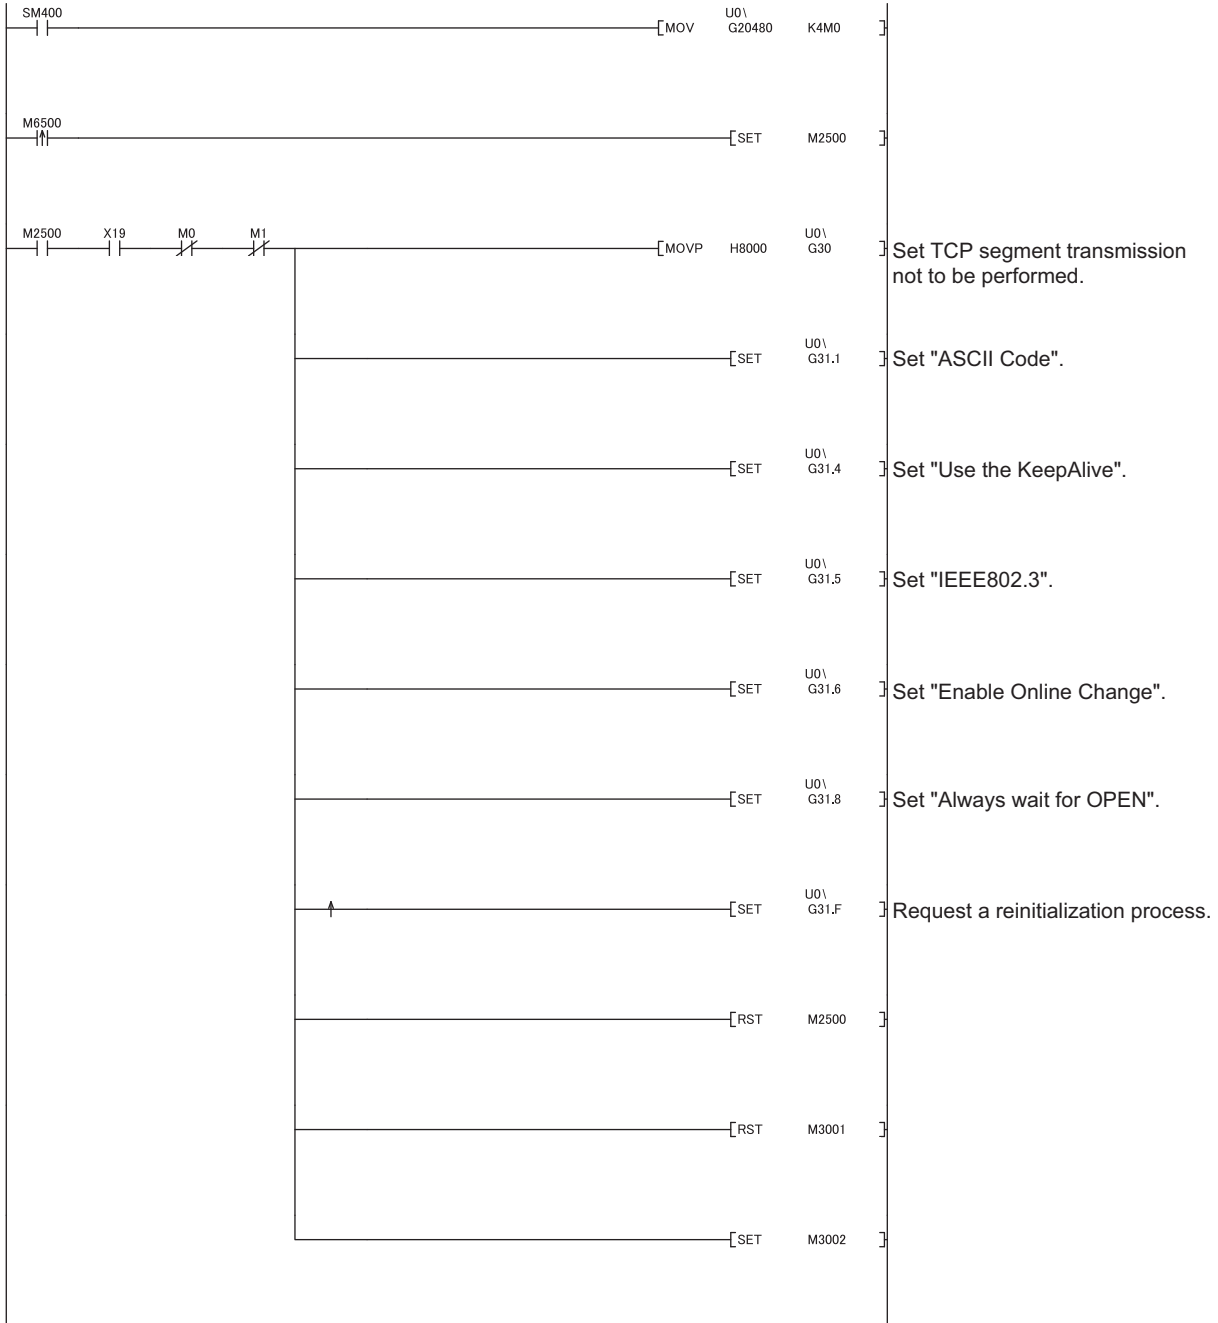 SM400
U0\
[MOV G20480 K4M0 ]
M6500
[SET M2500 ]
M2500 X19 M0 M1
U0\
[MOVP H8000 G30 ]
Set TCP segment transmission
not to be performed.
U0\
[SET G31.1 ] Set "ASCII Code".
U0\
[SET G31.4 ] Set "Use the KeepAlive".
U0\
[SET G31.5 ] Set "IEEE802.3".
U0\
[SET G31.6 ] Set "Enable Online Change".
U0\
[SET G31.8 ] Set "Always wait for OPEN".
U0\
[SET G31.F ] Request a reinitialization process.
[RST M2500 ]
[RST M3001 ]
[SET M3002 ]